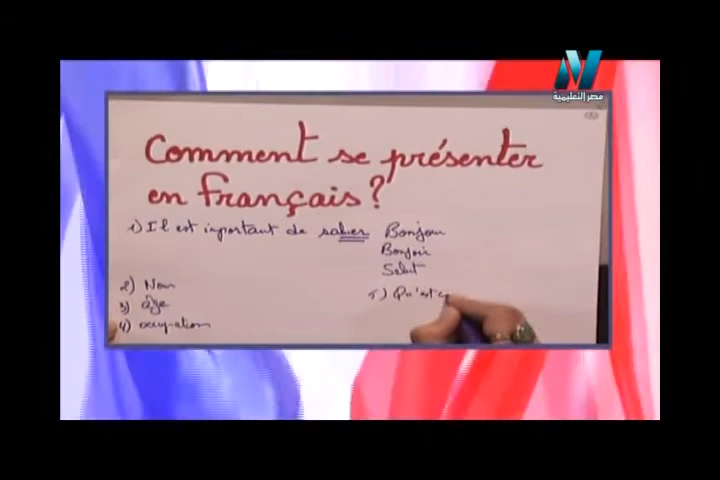 مصر التعليمية
Comment se présenter
en français?
1) Il est important de saluer Bonjour
Bonsoir
Salut
2) Nom
3) âge
4) occupation
5) Qu'est c